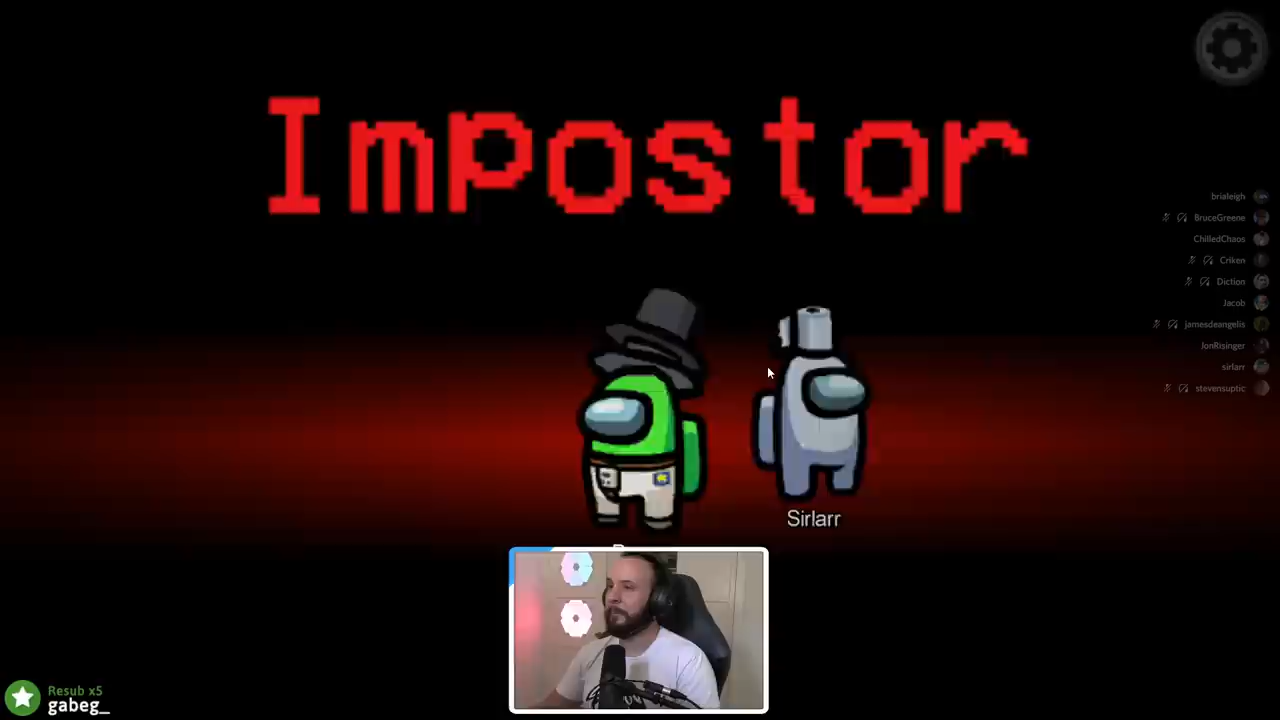 Impostor
brialeigh
BruceGreene
ChilledChaos
Criken
Diction
Jacob
jamesdeangelis
JonRisinger
sirlarr
stevensuptic
Sirlarr
Resub x5
gabeg_